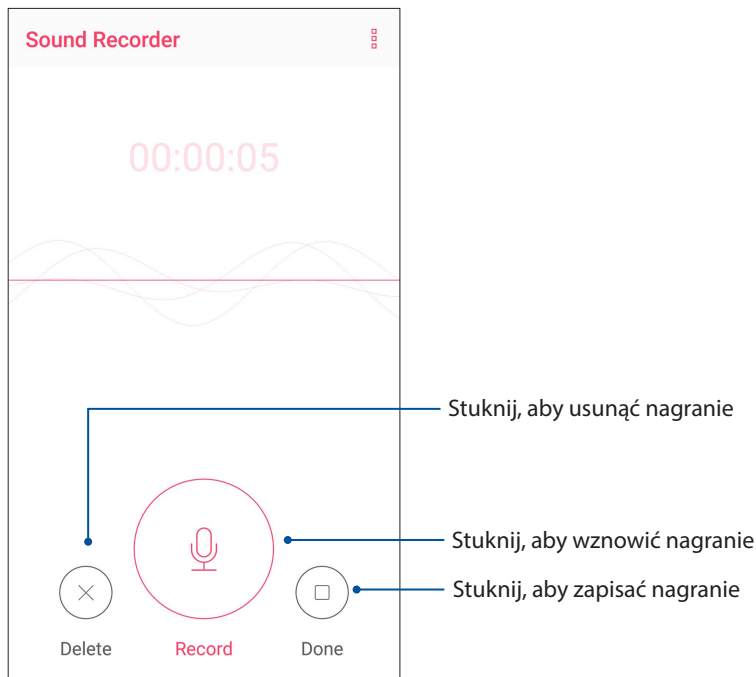 Sound Recorder
00:00:05
Stuknij, aby usunąć nagranie
Stuknij, aby wznowić nagranie
Stuknij, aby zapisać nagranie
Delete
Record
Done